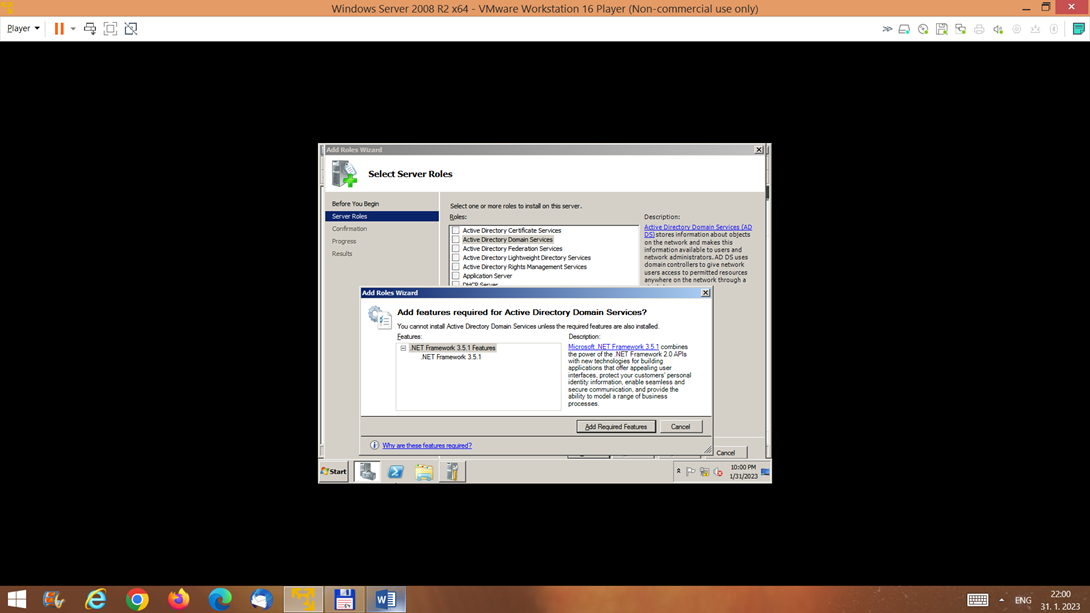 Windows Server 2008 R2 x64 - VMware Workstation 16 Player (Non-commercial use only)
Player
Add Roles Wizard
Select Server Roles
Before You Begin
Server Roles
Confirmation
Progress
Results
Select one or more roles to install on this server.
Roles:
Active Directory Certificate Services
Active Directory Domain Services
Active Directory Federation Services
Active Directory Lightweight Directory Services
Active Directory Rights Management Services
Application Server
DHCP Server
Description:
Active Directory Domain Services (AD
DS) stores information about objects
on the network and makes this
information available to users and
network administrators. AD DS uses
domain controllers to give network
users access to permitted resources
anywhere on the network through a
Add Roles Wizard
Add features required for Active Directory Domain Services?
You cannot install Active Directory Domain Services unless the required features are also installed.
Features:
.NET Framework 3.5.1 Features
.NET Framework 3.5.1
Description:
Microsoft .NET Framework 3.5.1 combines
the power of the .NET Framework 2.0 APIs
with new technologies for building
applications that offer appealing user
interfaces, protect your customers' personal
identity information, enable seamless and
secure communication, and provide the
ability to model a range of business
processes.
Add Required Features
Cancel
Why are these features required?
Cancel
Start
10:00 PM
1/31/2023
ENG
22:00
31. 1. 2023